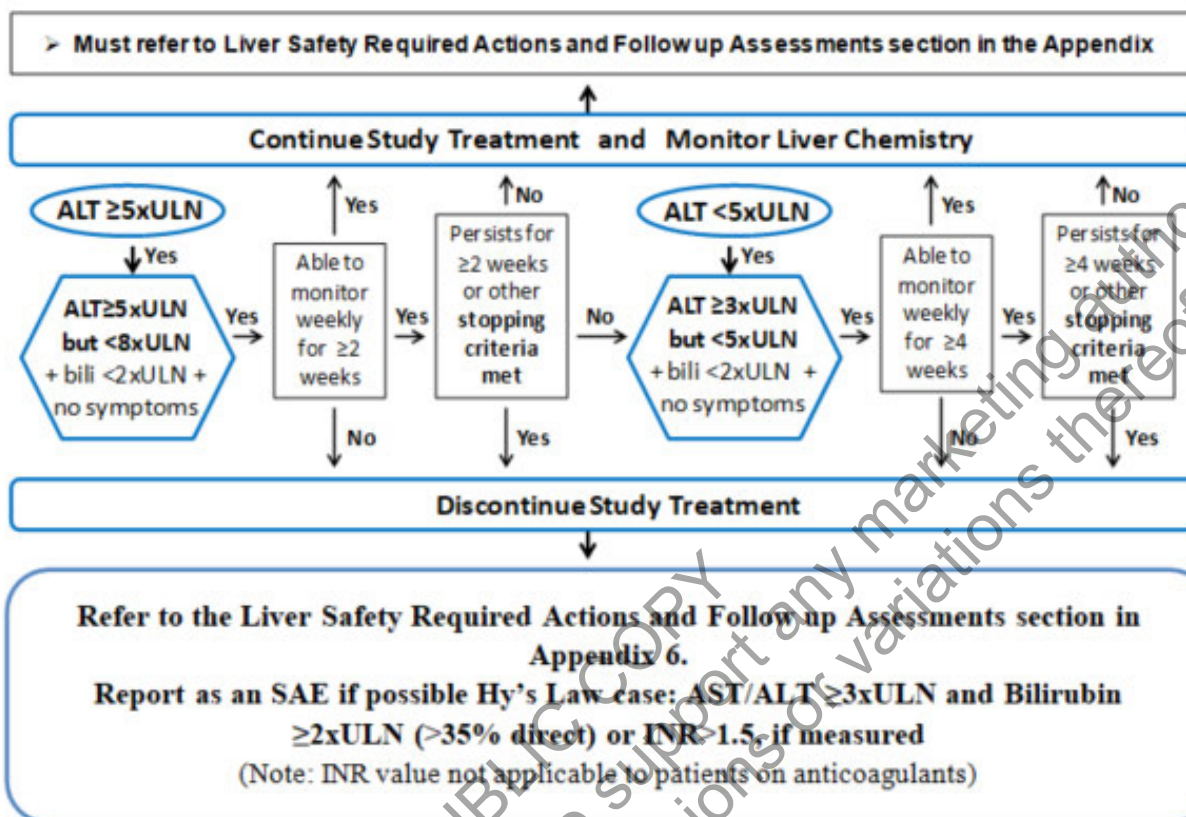 ➢ Must refer to Liver Safety Required Actions and Follow up Assessments section in the Appendix
Continue Study Treatment and Monitor Liver Chemistry
ALT ≥5xULN
Yes
ALT≥5xULN
but <8xULN
+ bili <2xULN +
no symptoms
Yes
Yes
Able to
monitor
weekly
for ≥2
weeks
No
Yes
No
Persists for
≥2 weeks
or other
stopping
criteria
met
Yes
No
ALT <5xULN
Yes
ALT ≥3xULN
but <5xULN
+ bili <2xULN +
no symptoms
Yes
Yes
Able to
monitor
weekly
for ≥4
weeks
No
Yes
No
Persists for
≥4 weeks
or other
stopping
criteria
met
Yes
Discontinue Study Treatment
Refer to the Liver Safety Required Actions and Follow up Assessments section in
Appendix 6.
Report as an SAE if possible Hy's Law case: AST/ALT ≥3xULN and Bilirubin
≥2xULN (>35% direct) or INR>1.5, if measured
(Note: INR value not applicable to patients on anticoagulants)
COPY
support any marketing
or variations thereof